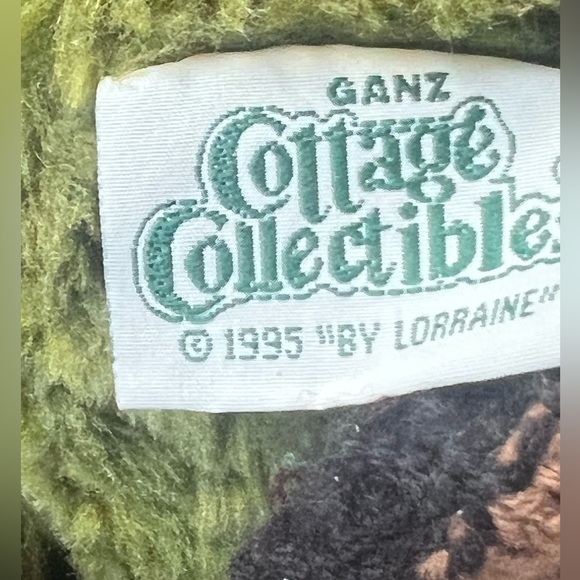 GANZ
Cottage
Collectibles
© 1995 "BY LORRAINE"